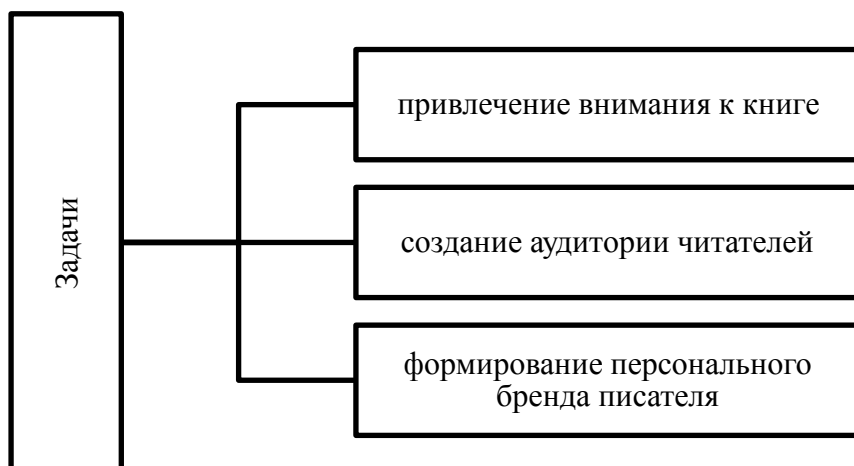 Задачи
привлечение внимания к книге
создание аудитории читателей
формирование персонального
бренда писателя